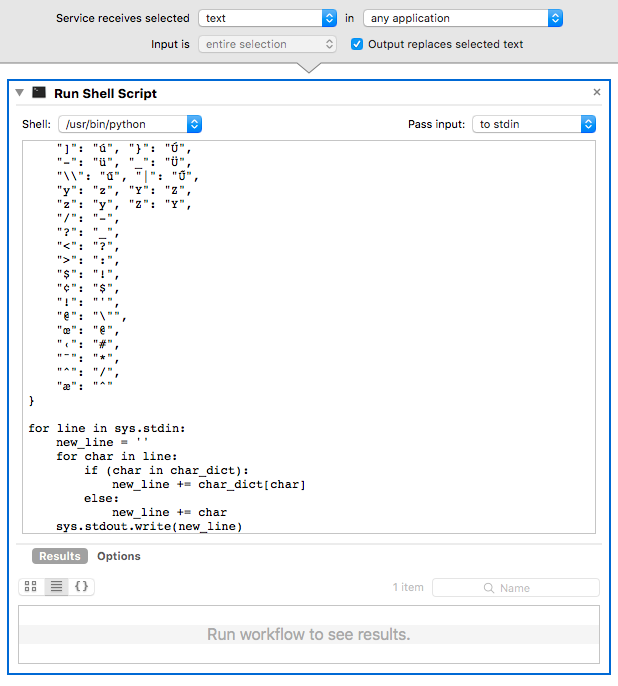 Service receives selected text in any application
Input is entire selection Output replaces selected text
Run Shell Script
Shell: /usr/bin/python Pass input: to stdin
"]": "ú", "}": "Ú",
"-": "ü", "_": "Ü",
"\\": "ű", "|": "Ű",
"y": "z", "Y": "Z",
"z": "y", "Z": "Y",
"/": "-",
"?": "_",
"<": "?",
">": ":",
"$": "!",
"¢": "$",
"!": "'",
"@": "\"",
"œ": "@",
"‹": "#",
"¨": "*",
"^": "/",
"æ": "^"
}
for line in sys.stdin:
new_line = ''
for char in line:
if (char in char_dict):
new_line += char_dict[char]
else:
new_line += char
sys.stdout.write(new_line)
Results Options
{} 1 item Name
Run workflow to see results.